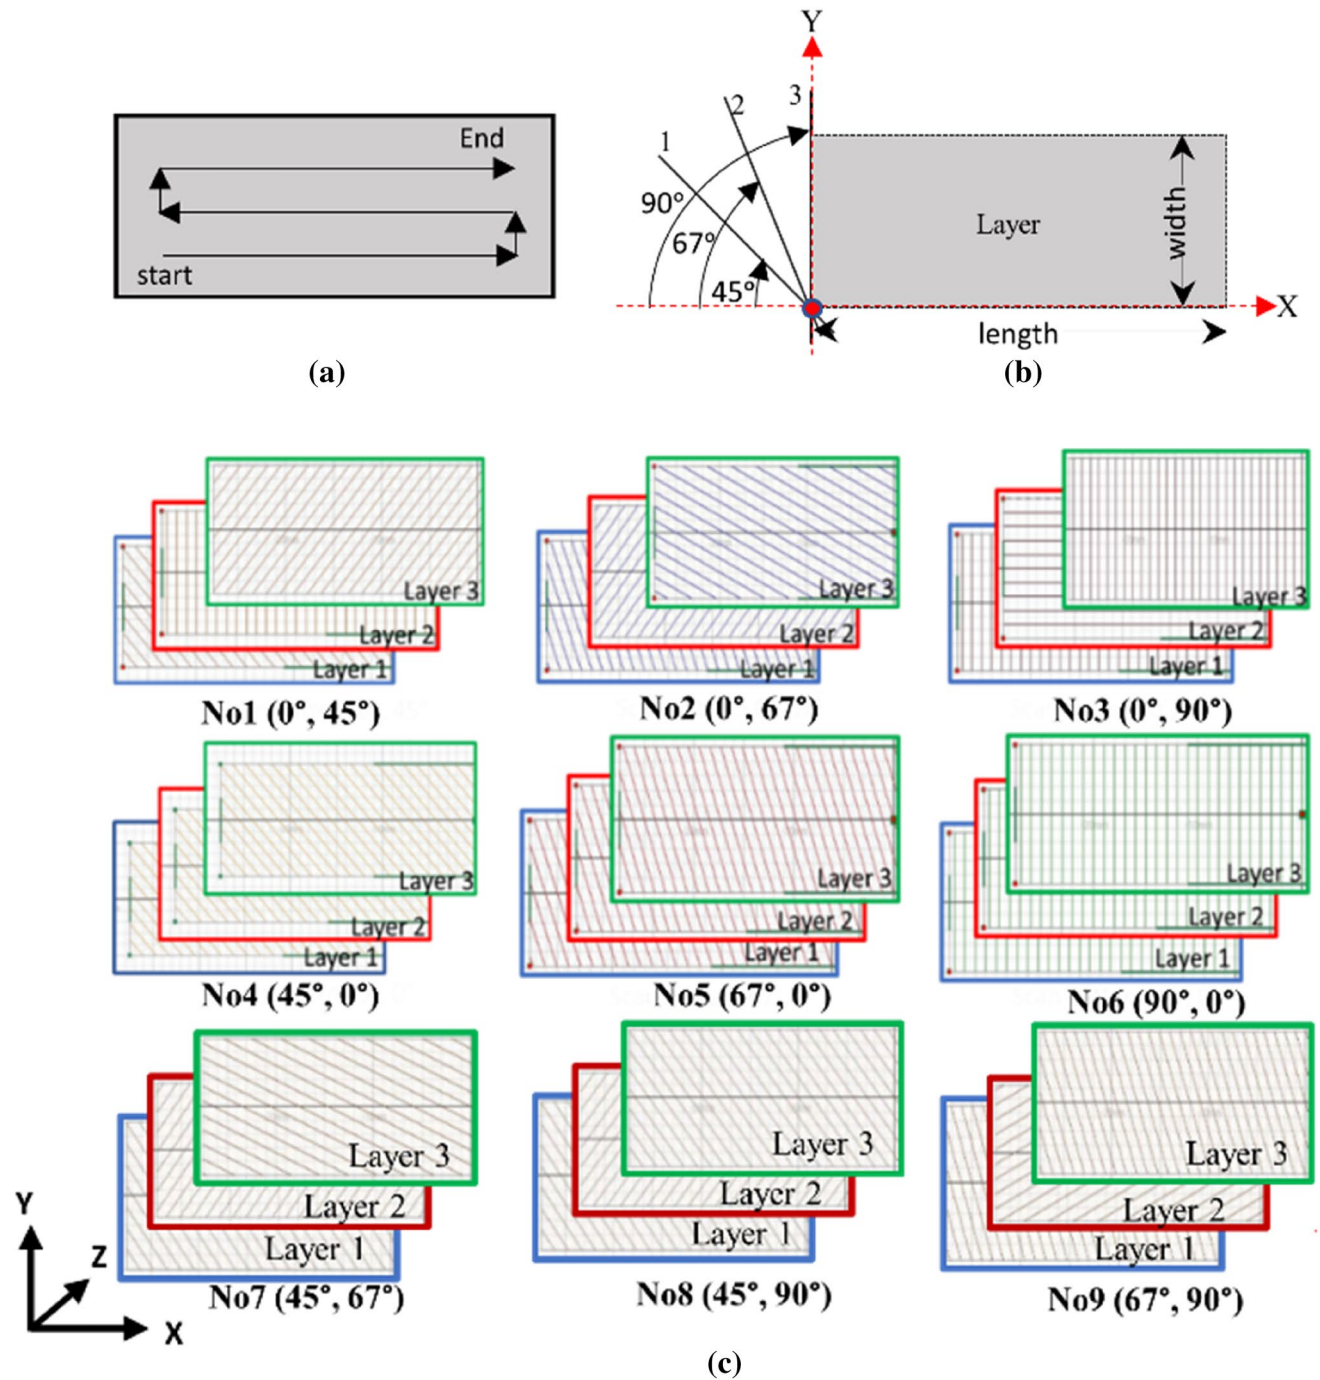 End
start
(a)
Y
1
2
3
90°
67°
45°
Layer
width
length
X
(b)
Layer 3
Layer 2
Layer 1
No1 (0°, 45°)
Layer 3
Layer 2
Layer 1
No2 (0°, 67°)
Layer 3
Layer 2
Layer 1
No3 (0°, 90°)
Layer 3
Layer 2
Layer 1
No4 (45°, 0°)
Layer 3
Layer 2
Layer 1
No5 (67°, 0°)
Layer 3
Layer 2
Layer 1
No6 (90°, 0°)
Layer 3
Layer 2
Layer 1
No7 (45°, 67°)
Layer 3
Layer 2
Layer 1
No8 (45°, 90°)
Layer 3
Layer 2
Layer 1
No9 (67°, 90°)
Y
Z
X
(c)